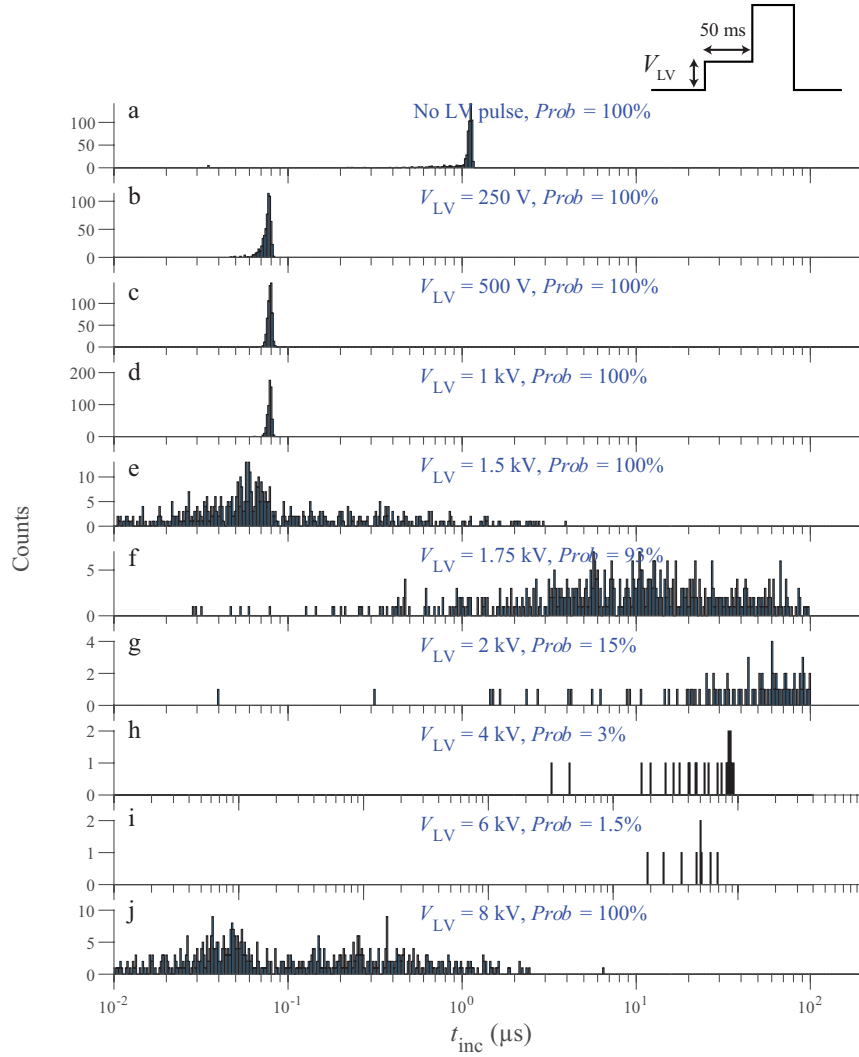 50 ms
V_LV
a
No LV pulse, Prob = 100%
100
50
0
b
V_LV = 250 V, Prob = 100%
100
50
0
c
V_LV = 500 V, Prob = 100%
100
50
0
d
V_LV = 1 kV, Prob = 100%
200
100
0
e
V_LV = 1.5 kV, Prob = 100%
10
5
0
Counts
f
V_LV = 1.75 kV, Prob = 93%
5
0
g
V_LV = 2 kV, Prob = 15%
4
2
0
h
V_LV = 4 kV, Prob = 3%
2
1
0
i
V_LV = 6 kV, Prob = 1.5%
2
1
0
j
V_LV = 8 kV, Prob = 100%
10
5
0
10^-2 10^-1 10^0 10^1 10^2
t_inc (µs)